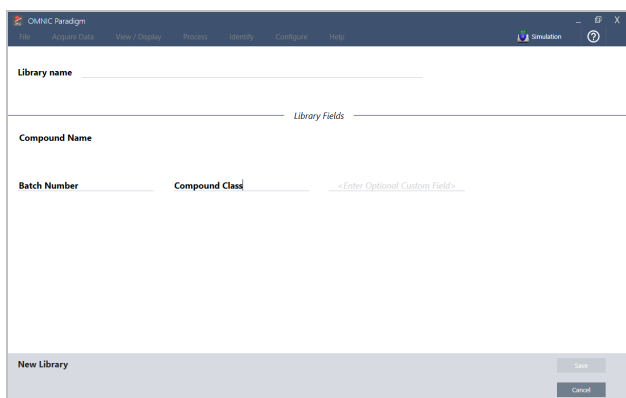 OMNIC Paradigm
File Acquire Data View / Display Process Identify Configure Help Simulation
Library name
Library Fields
Compound Name
Batch Number Compound Class <Enter Optional Custom Field>
New Library Save
Cancel